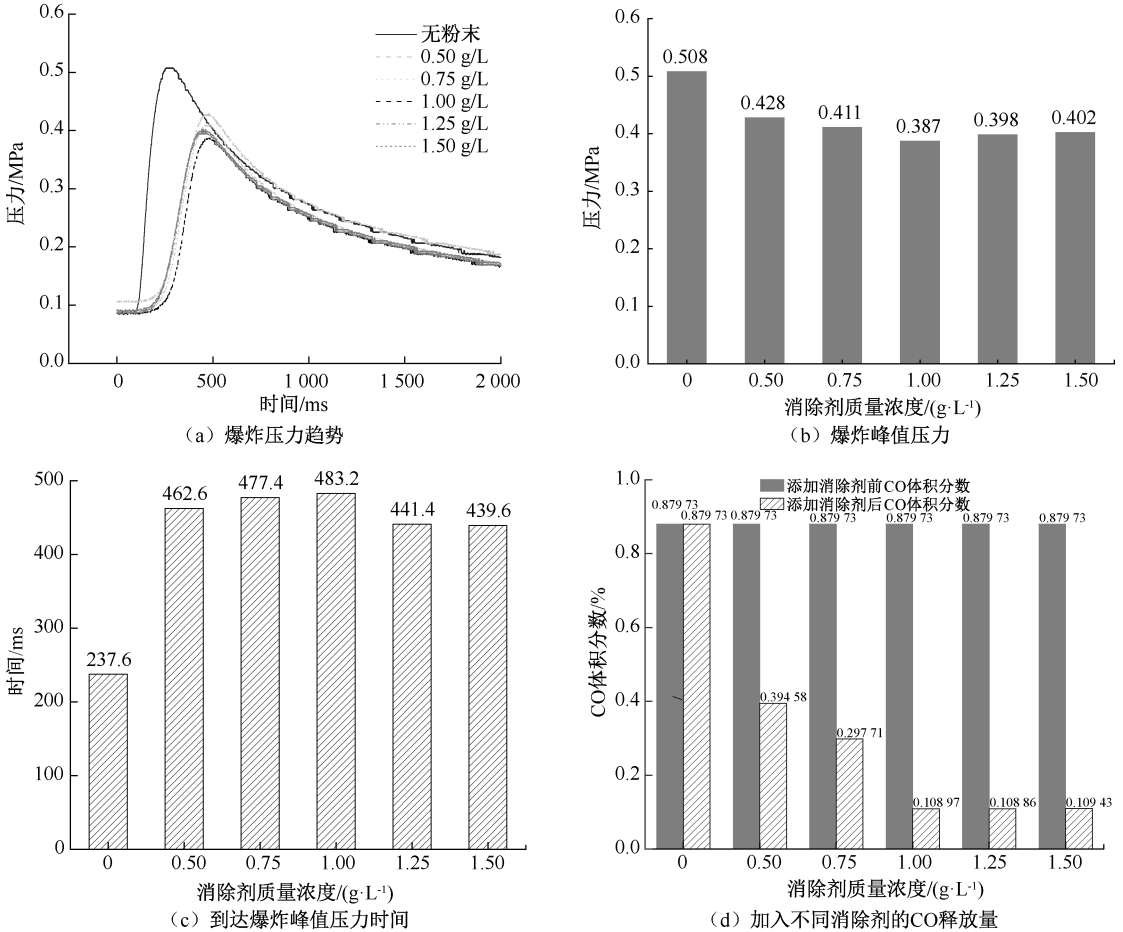 0.6
0.5
0.4
0.3
0.2
0.1
0.0
压力/MPa
无粉末
0.50 g/L
0.75 g/L
1.00 g/L
1.25 g/L
1.50 g/L
0 500 1 000 1 500 2 000
时间/ms
（a）爆炸压力趋势
0.6
0.5
0.4
0.3
0.2
0.1
0.0
压力/MPa
0.508 0.428 0.411 0.387 0.398 0.402
0 0.50 0.75 1.00 1.25 1.50
消除剂质量浓度/(g·L-1)
（b）爆炸峰值压力
500
400
300
200
100
0
时间/ms
237.6 462.6 477.4 483.2 441.4 439.6
0 0.50 0.75 1.00 1.25 1.50
消除剂质量浓度/(g·L-1)
（c）到达爆炸峰值压力时间
1.0
0.8
0.6
0.4
0.2
0.0
CO体积分数/%
添加消除剂前CO体积分数
添加消除剂后CO体积分数
0.879 73 0.879 73 0.879 73 0.879 73 0.879 73 0.879 73 0.879 73
0.394 58 0.297 71 0.108 97 0.108 86 0.109 43
0 0.50 0.75 1.00 1.25 1.50
消除剂质量浓度/(g·L-1)
（d）加入不同消除剂的CO释放量